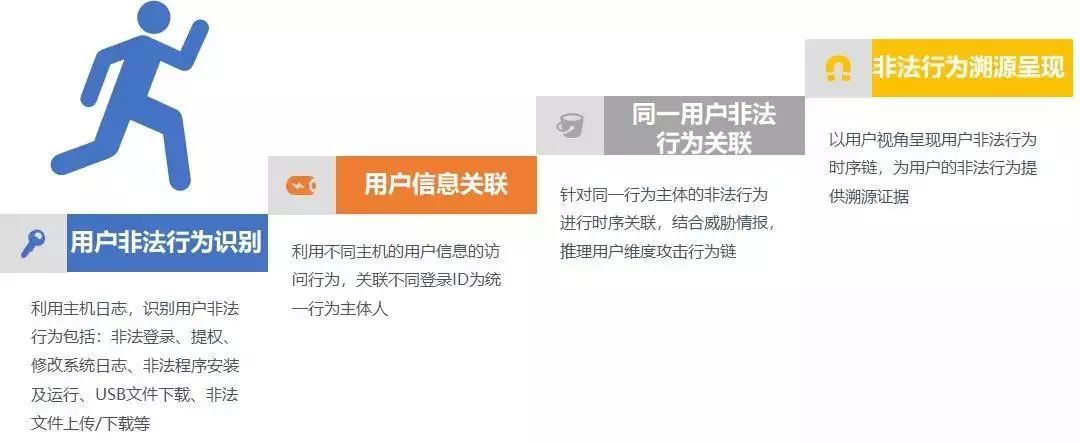 用户非法行为识别
利用主机日志，识别用户非法
行为包括：非法登录、提权、
修改系统日志、非法程序安装
及运行、USB文件下载、非法
文件上传/下载等
用户信息关联
利用不同主机的用户信息的访
问行为，关联不同登录ID为统
一行为主体人
同一用户非法
行为关联
针对同一行为主体的非法行为
进行时序关联，结合威胁情报，
推理用户维度攻击行为链
非法行为溯源呈现
以用户视角呈现用户非法行为
时序链，为用户的非法行为提
供溯源证据